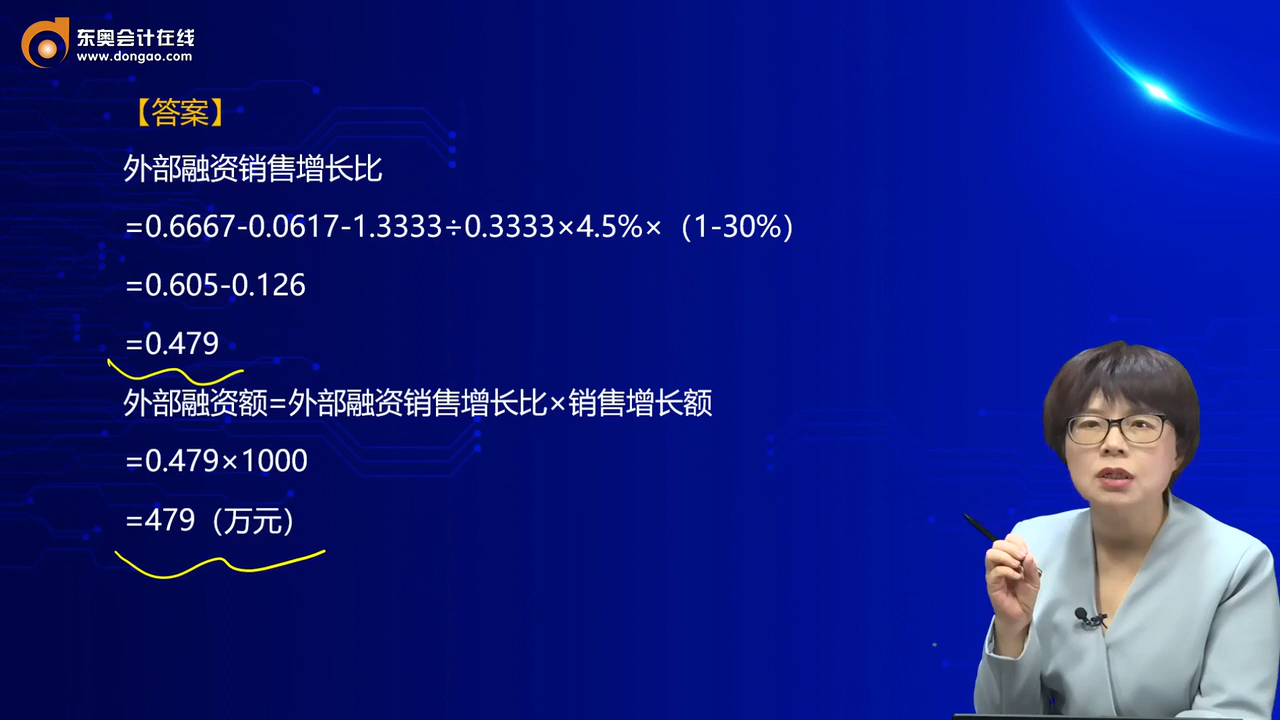 东奥会计在线
www.dongao.com
【答案】
外部融资销售增长比
=0.6667-0.0617-1.3333÷0.3333×4.5%×（1-30%）
=0.605-0.126
=0.479
外部融资额=外部融资销售增长比×销售增长额
=0.479×1000
=479（万元）